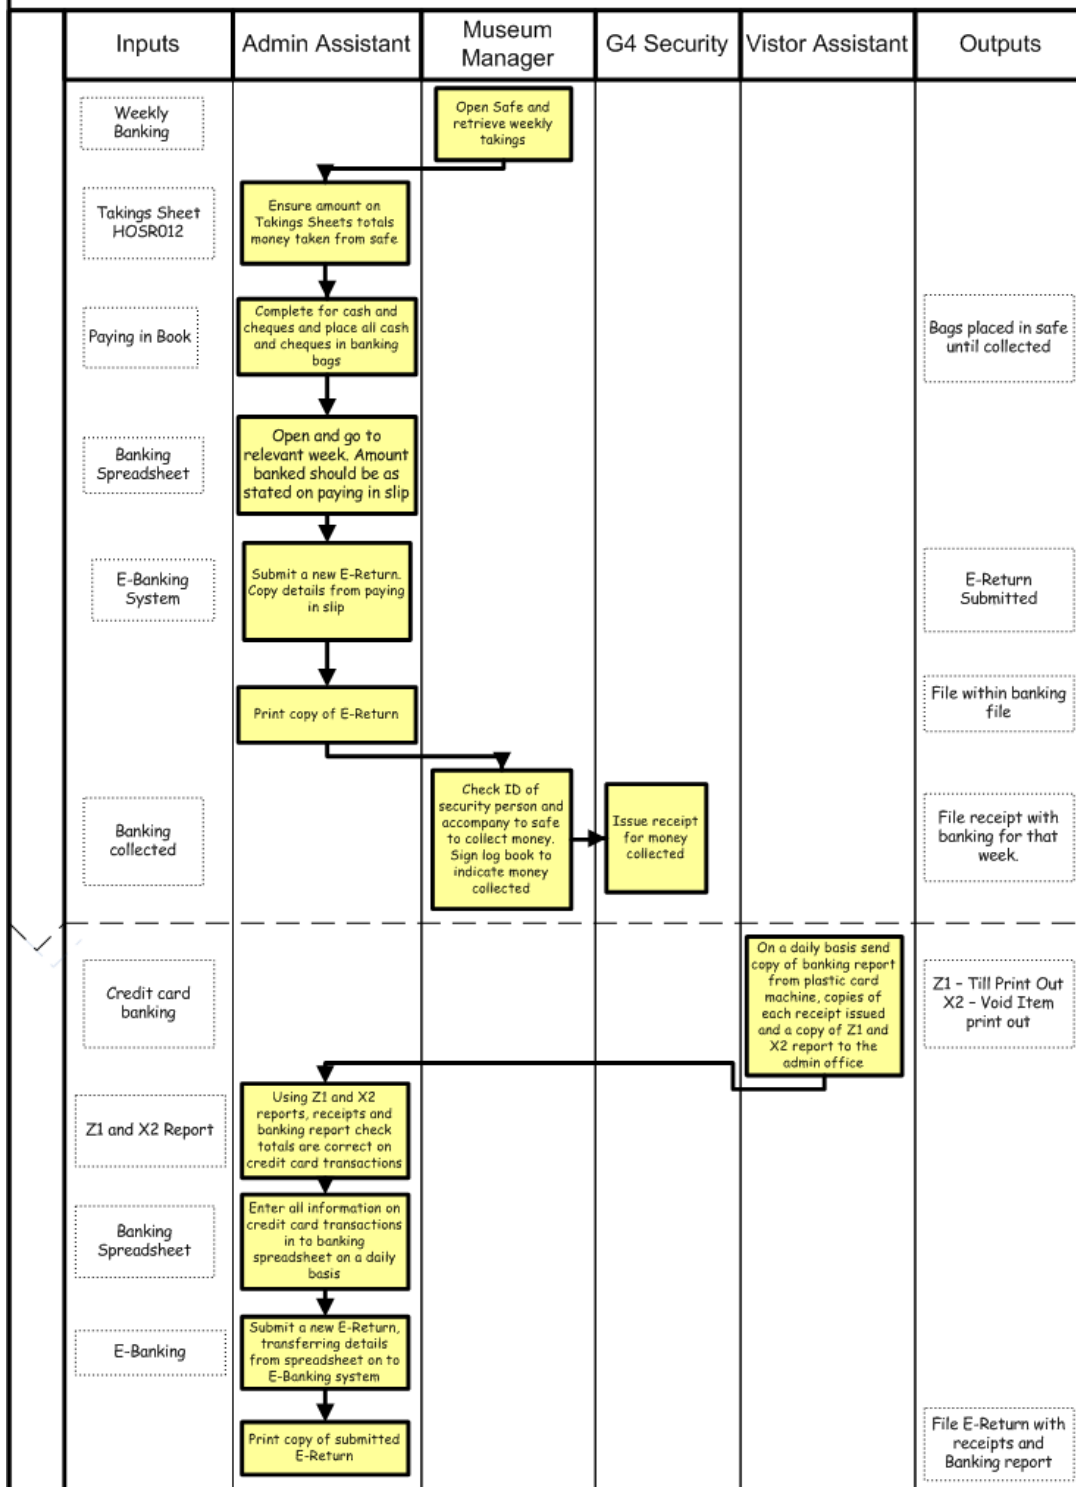 Inputs
Admin Assistant
Museum
Manager
G4 Security
Vistor Assistant
Outputs
Weekly
Banking
Open Safe and
retrieve weekly
takings
Takings Sheet
HOSR012
Ensure amount on
Takings Sheets totals
money taken from safe
Paying in Book
Complete for cash and
cheques and place all cash
and cheques in banking
bags
Bags placed in safe
until collected
Banking
Spreadsheet
Open and go to
relevant week. Amount
banked should be as
stated on paying in slip
E-Banking
System
Submit a new E-Return.
Copy details from paying
in slip
E-Return
Submitted
Print copy of E-Return
File within banking
file
Banking
collected
Check ID of
security person and
accompany to safe
to collect money.
Sign log book to
indicate money
collected
Issue receipt
for money
collected
File receipt with
banking for that
week.
Credit card
banking
On a daily basis send
copy of banking report
from plastic card
machine, copies of
each receipt issued
and a copy of Z1 and
X2 report to the
admin office
Z1 – Till Print Out
X2 – Void Item
print out
Z1 and X2 Report
Using Z1 and X2
reports, receipts and
banking report check
totals are correct on
credit card transactions
Banking
Spreadsheet
Enter all information on
credit card transactions
in to banking
spreadsheet on a daily
basis
E-Banking
Submit a new E-Return,
transferring details
from spreadsheet on to
E-Banking system
Print copy of submitted
E-Return
File E-Return with
receipts and
Banking report